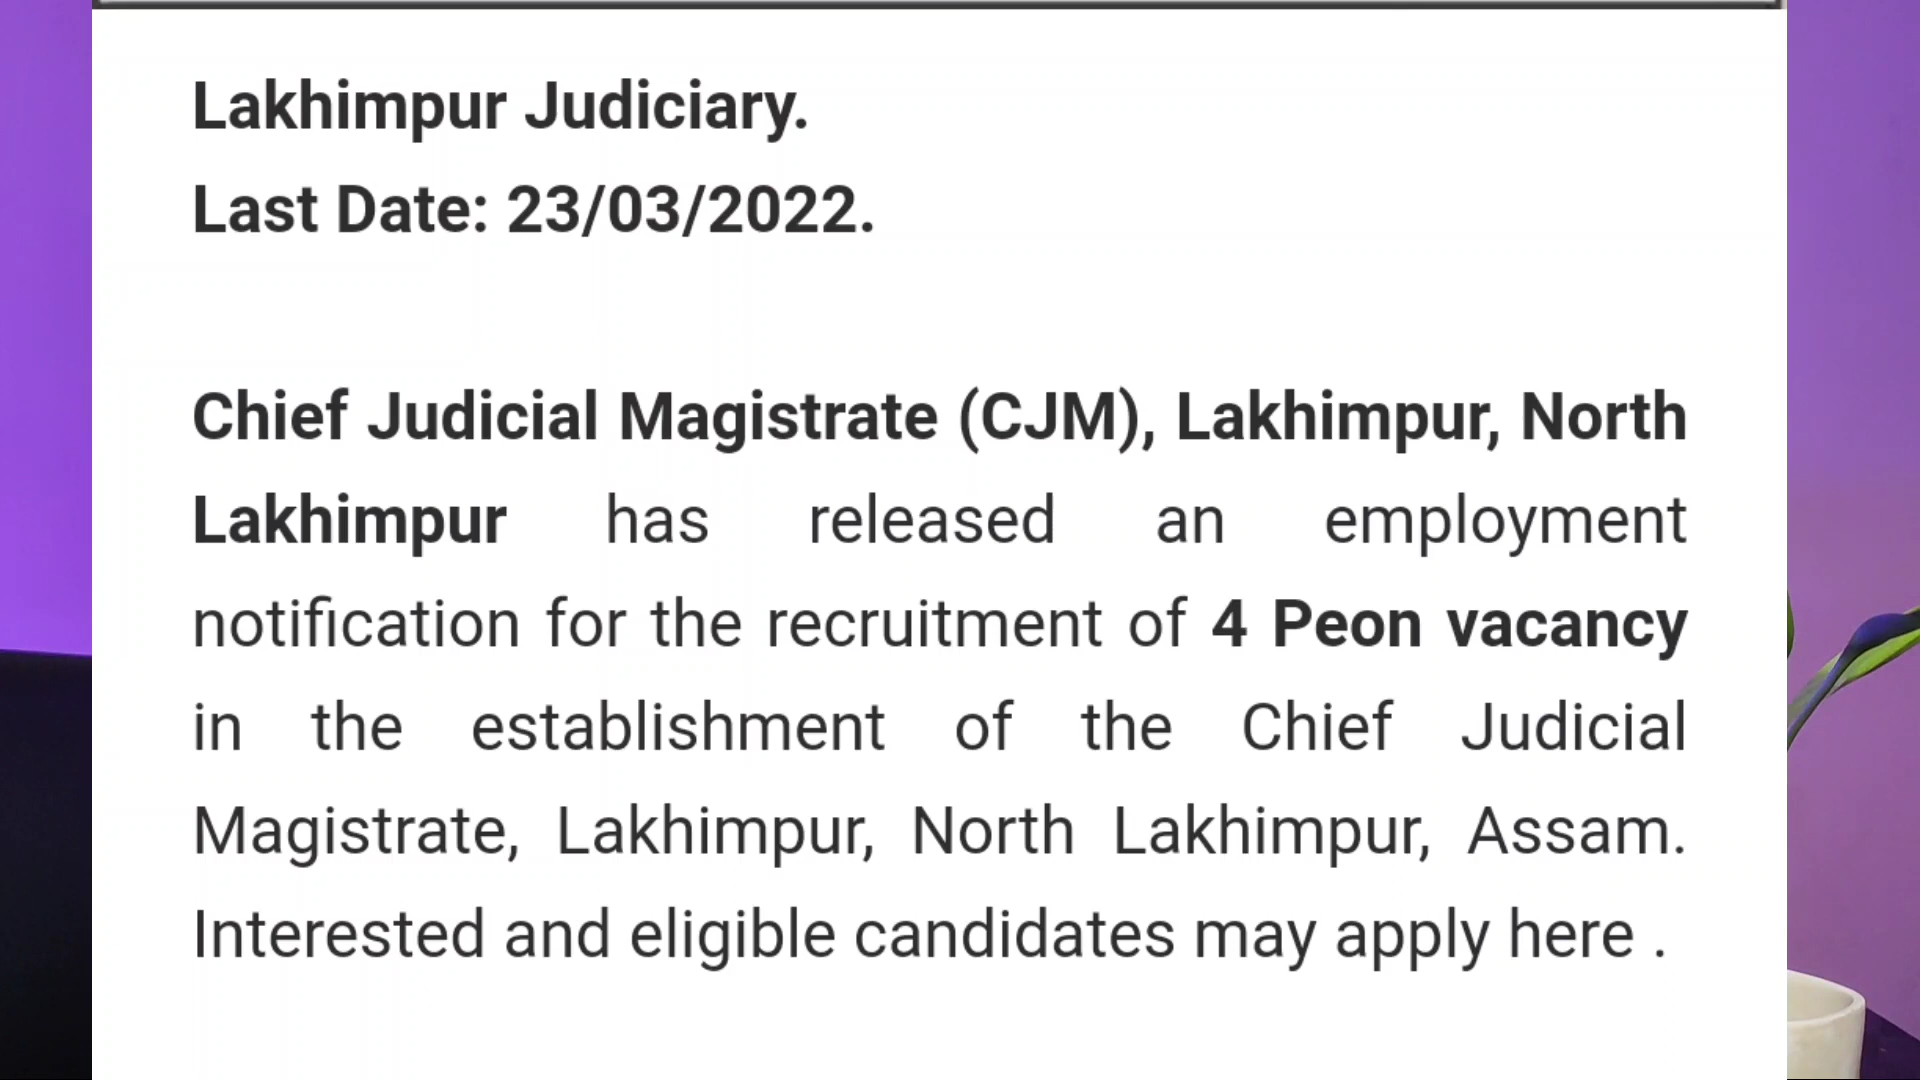 Lakhimpur Judiciary.
Last Date: 23/03/2022.
Chief Judicial Magistrate (CJM), Lakhimpur, North
Lakhimpur has released an employment
notification for the recruitment of 4 Peon vacancy
in the establishment of the Chief Judicial
Magistrate, Lakhimpur, North Lakhimpur, Assam.
Interested and eligible candidates may apply here .